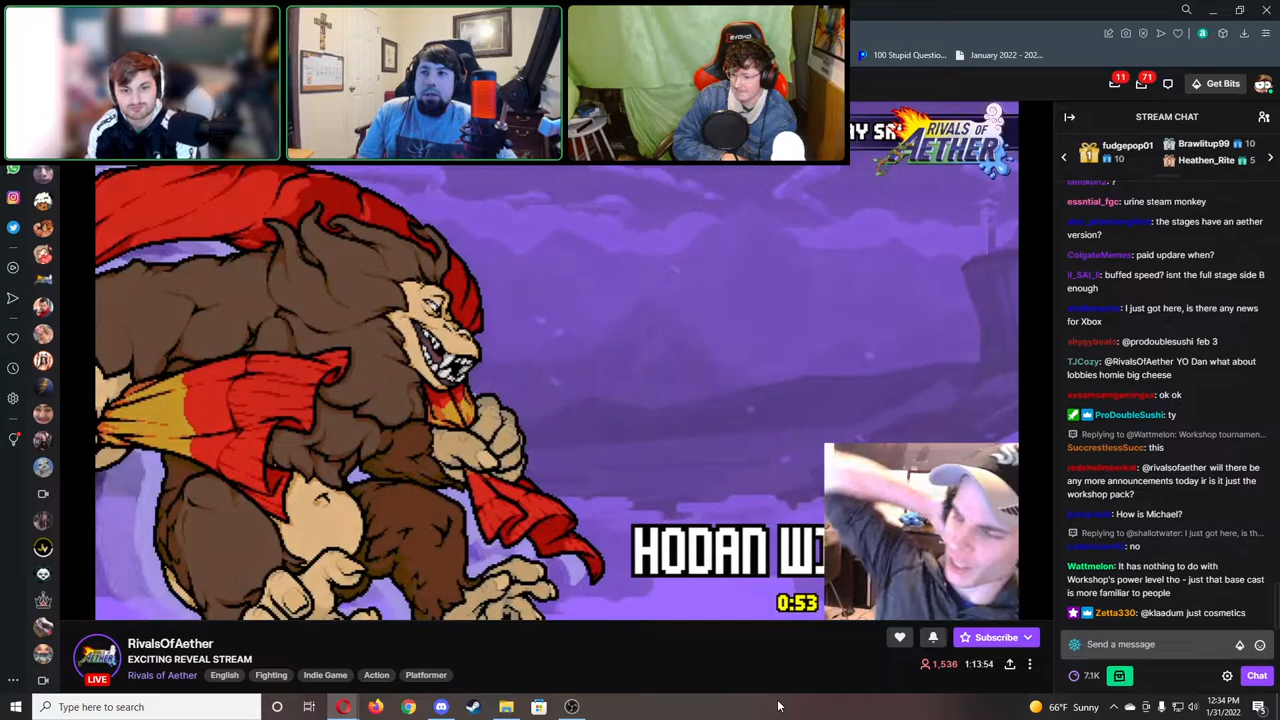 100 Stupid Questio...
January 2022 - 202...
11
71
Get Bits
RIVALS OF
AETHER
STREAM CHAT
1
fudgepop01
10
Brawlitup99 10
Heathen_Rite 5
essntial_fgc: urine steam monkey
the stages have an aether
version?
ColgateMemes: paid updare when?
buffed speed? isnt the full stage side B
enough
I just got here, is there any news
for Xbox
shygybeats: @prodoublesushi feb 3
TJCozy: @RivalsOfAether YO Dan what about
lobbies homie big cheese
ok ok
ProDoubleSushi: ty
Replying to @Wattmelon: Workshop tournamen...
SuccrestlessSucc: this
@rivalsofaether will there be
any more announcements today ir is it just the
workshop pack?
How is Michael?
Replying to @shallotwater: I just got here, is th...
no
Wattmelon: It has nothing to do with
Workshop's power level tho - just that base cast
is more familiar to people
Zetta330: @klaadum just cosmetics
Send a message
7.1K
Chat
HODAN WI
0:53
RivalsOfAether
EXCITING REVEAL STREAM
LIVE
Rivals of Aether
English
Fighting
Indie Game
Action
Platformer
Subscribe
1,536
1:13:54
Type here to search
66°F Sunny
12:34 PM
1/31/2022